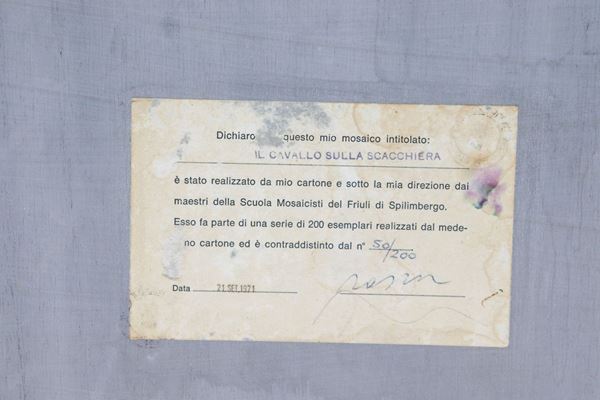 Dichiaro questo mio mosaico intitolato:
IL CAVALLO SULLA SCACCHIERA
è stato realizzato da mio cartone e sotto la mia direzione dai
maestri della Scuola Mosaicisti del Friuli di Spilimbergo.
Esso fa parte di una serie di 200 esemplari realizzati dal mede-
no cartone ed è contraddistinto dal n° 50/200
Data 21 SET. 1971